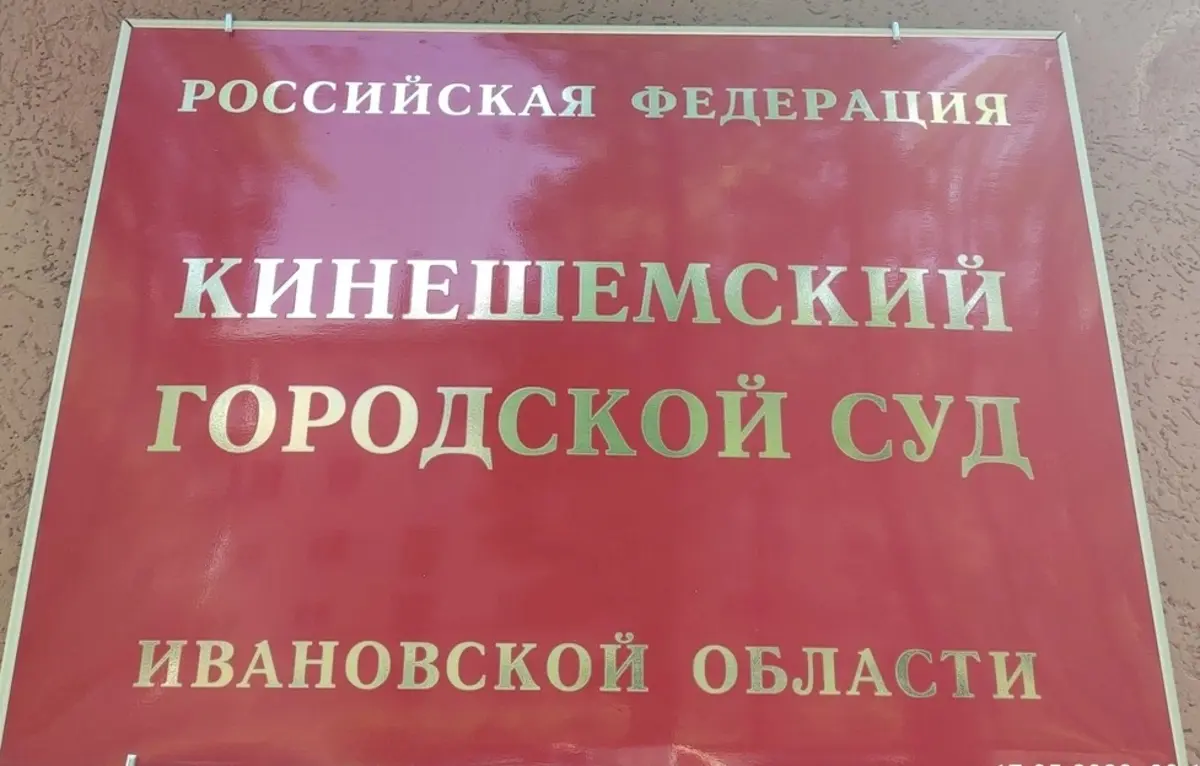 РОССИЙСКАЯ ФЕДЕРАЦИЯ
КИНЕШЕМСКИЙ
ГОРОДСКОЙ СУД
ИВАНОВСКОЙ ОБЛАСТИ